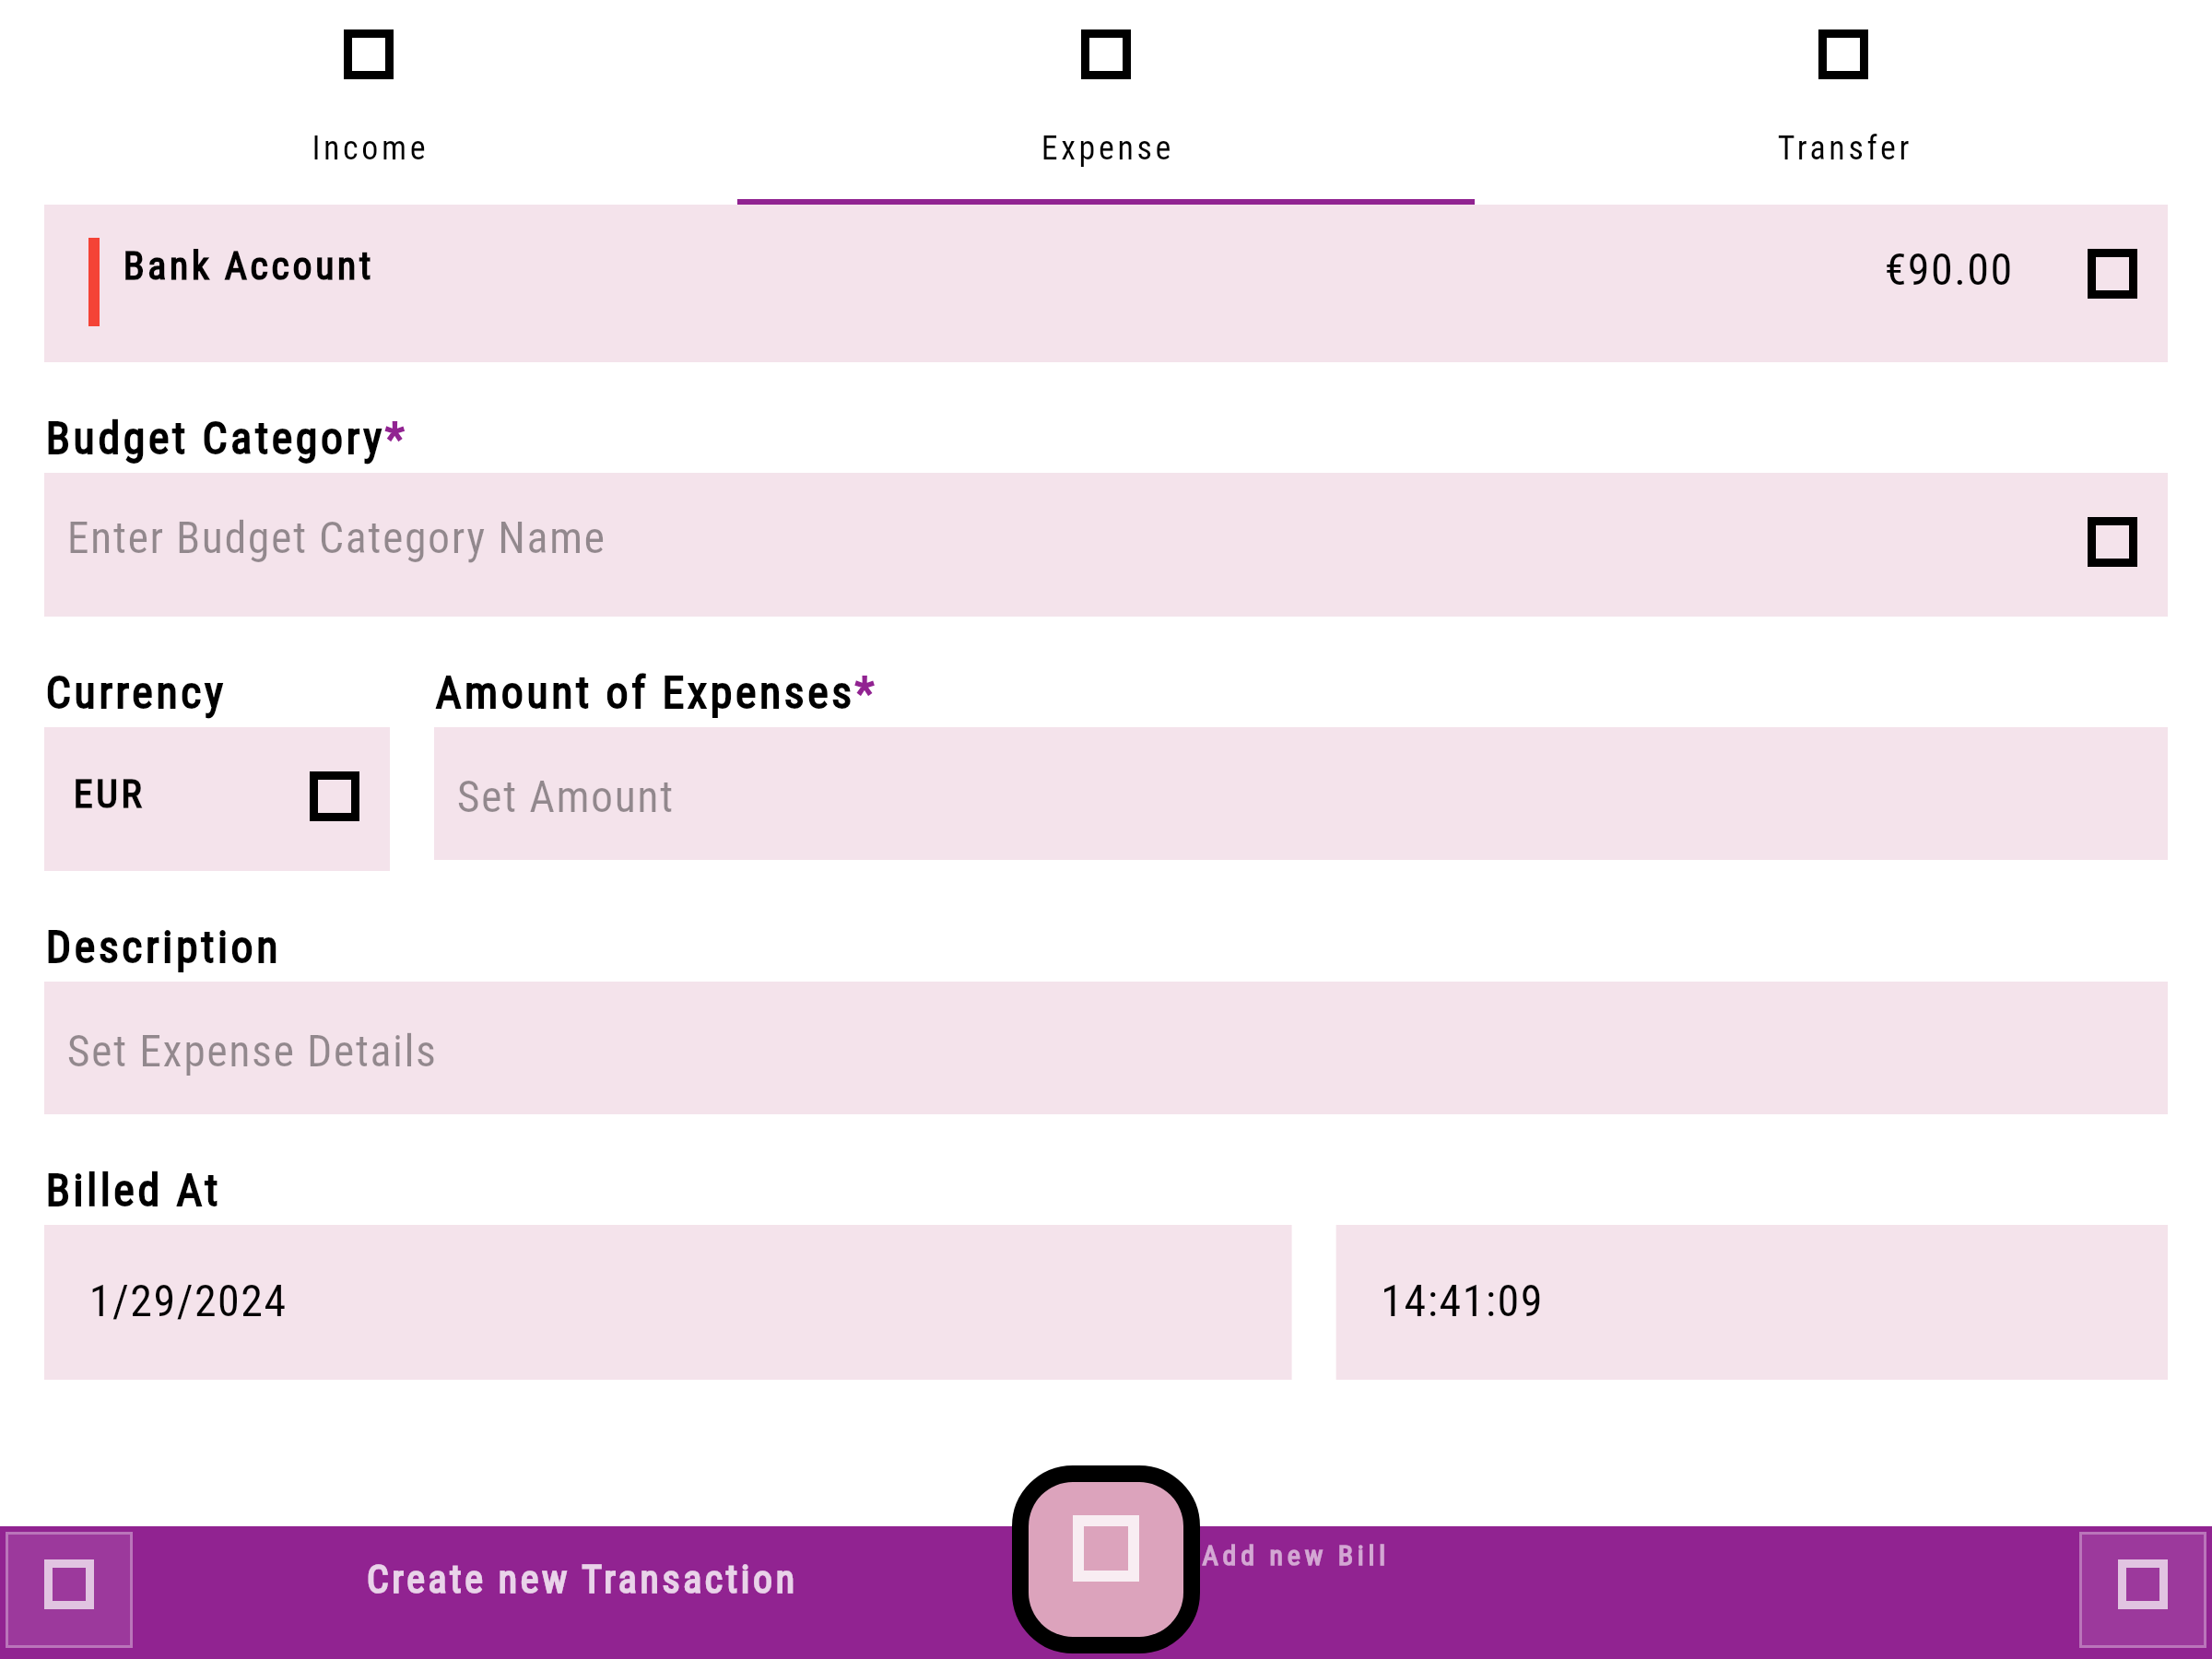 Income
Expense
Transfer
Bank Account
€90.00
Budget Category*
Enter Budget Category Name
Currency
Amount of Expenses*
EUR
Set Amount
Description
Set Expense Details
Billed At
1/29/2024
14:41:09
Create new Transaction
Add new Bill